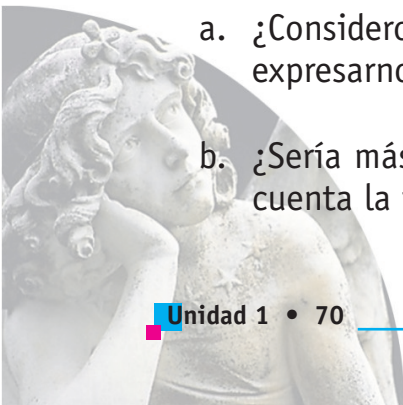 a. ¿Considero
expresarno
b. ¿Sería más
cuenta la
Unidad 1 • 70